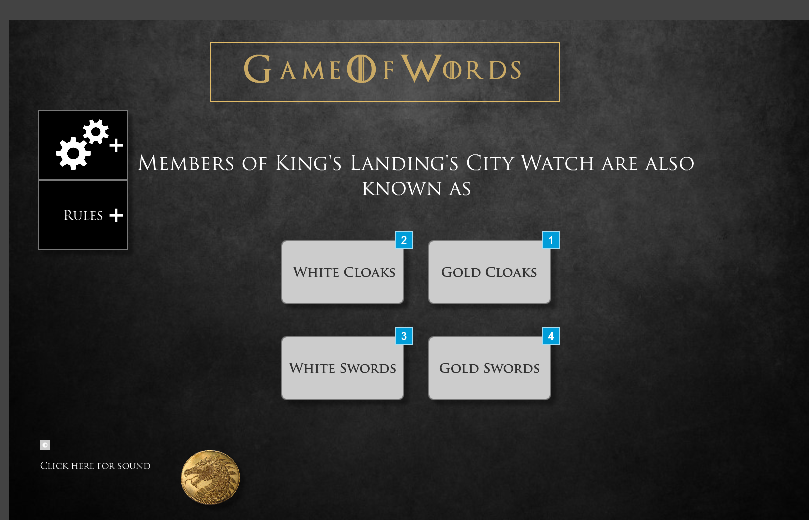 Game Of Words
Members of King's Landing's City Watch are also
known as
Rules
2
1
White Cloaks
Gold Cloaks
3
4
White Swords
Gold Swords
Click here for sound